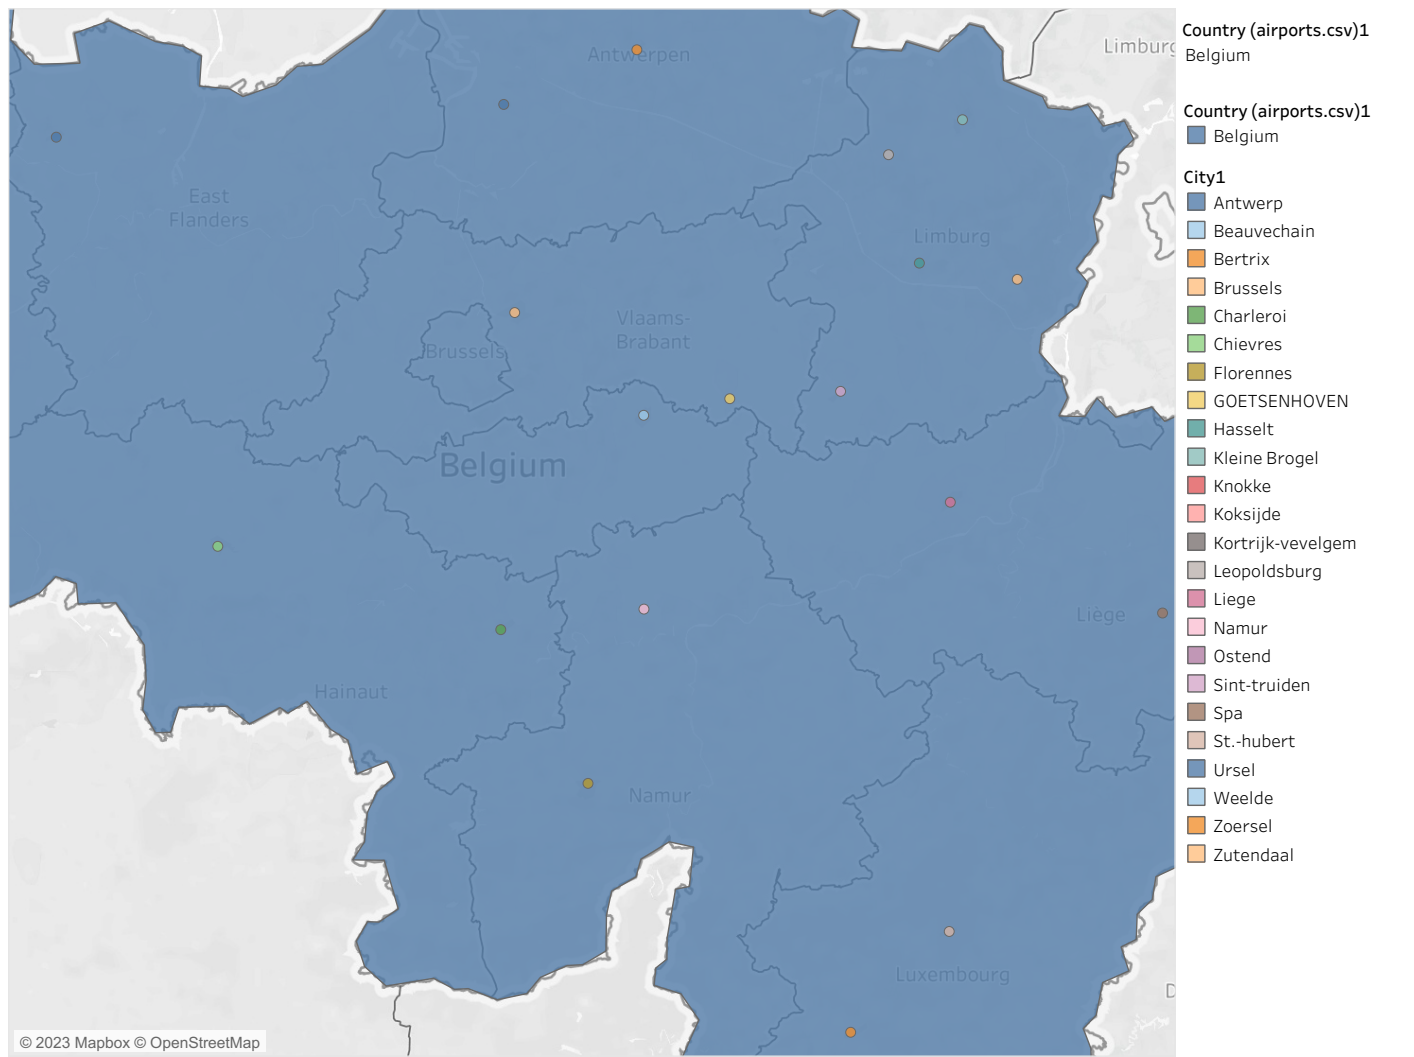 Antwerpen
Limburg
East
Flanders
Limburg
Vlaams-
Brabant
Brussels
Belgium
Liège
Hainaut
Namur
Luxembourg
D
© 2023 Mapbox © OpenStreetMap
Country (airports.csv)1
Belgium
Country (airports.csv)1
Belgium
City1
Antwerp
Beauvechain
Bertrix
Brussels
Charleroi
Chievres
Florennes
GOETSENHOVEN
Hasselt
Kleine Brogel
Knokke
Koksijde
Kortrijk-vevelgem
Leopoldsburg
Liege
Namur
Ostend
Sint-truiden
Spa
St.-hubert
Ursel
Weelde
Zoersel
Zutendaal